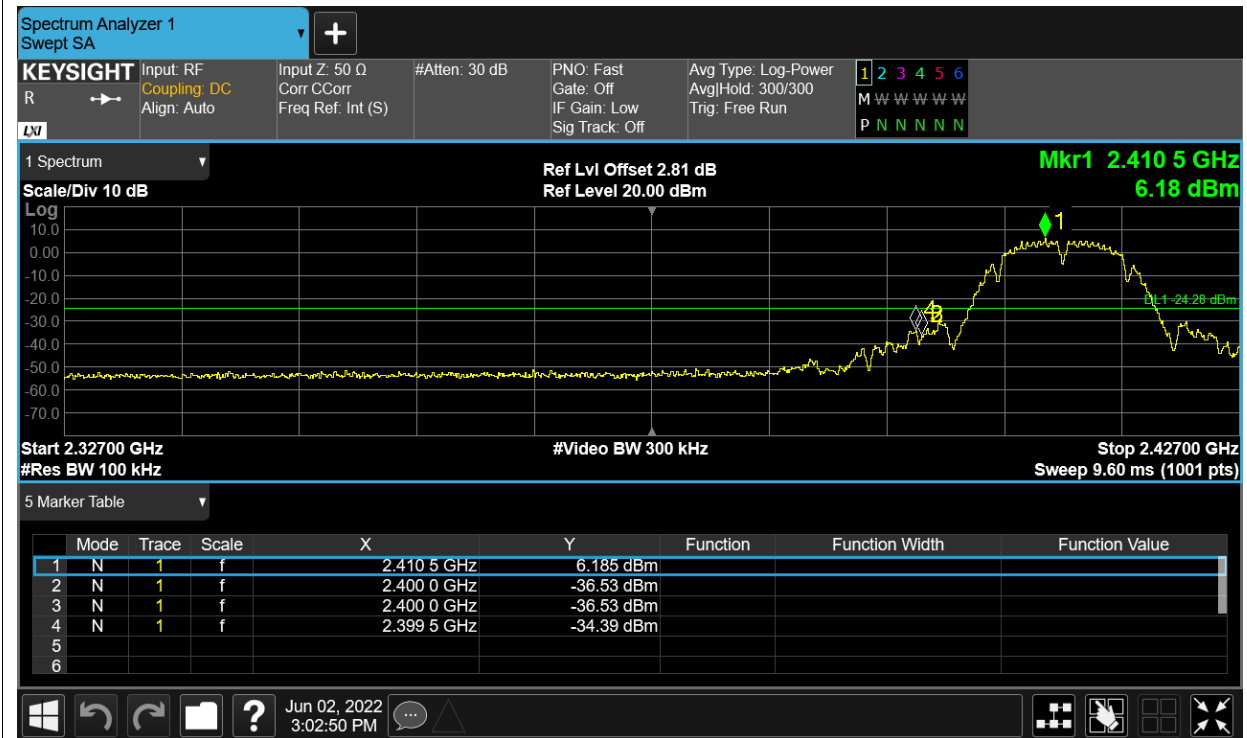 Spectrum Analyzer 1
Swept SA
+
KEYSIGHT Input: RF Input Z: 50 Ω #Atten: 30 dB PNO: Fast Avg Type: Log-Power 1 2 3 4 5 6
R Coupling: DC Corr CCorr Gate: Off Avg|Hold: 300/300 M W W W W W
Align: Auto Freq Ref: Int (S) IF Gain: Low Trig: Free Run
LXI Sig Track: Off P N N N N N
1 Spectrum Ref Lvl Offset 2.81 dB Mkr1 2.410 5 GHz
Scale/Div 10 dB Ref Level 20.00 dBm 6.18 dBm
Log
1
10.0
0.00
-10.0
-20.0
DL1 -24.28 dBm
4
-30.0
-40.0
-50.0
-60.0
-70.0
Start 2.32700 GHz #Video BW 300 kHz Stop 2.42700 GHz
#Res BW 100 kHz Sweep 9.60 ms (1001 pts)
5 Marker Table
Mode Trace Scale X Y Function Function Width Function Value
1 N 1 f 2.410 5 GHz 6.185 dBm
2 N 1 f 2.400 0 GHz -36.53 dBm
3 N 1 f 2.400 0 GHz -36.53 dBm
4 N 1 f 2.399 5 GHz -34.39 dBm
5
6
? Jun 02, 2022
3:02:50 PM